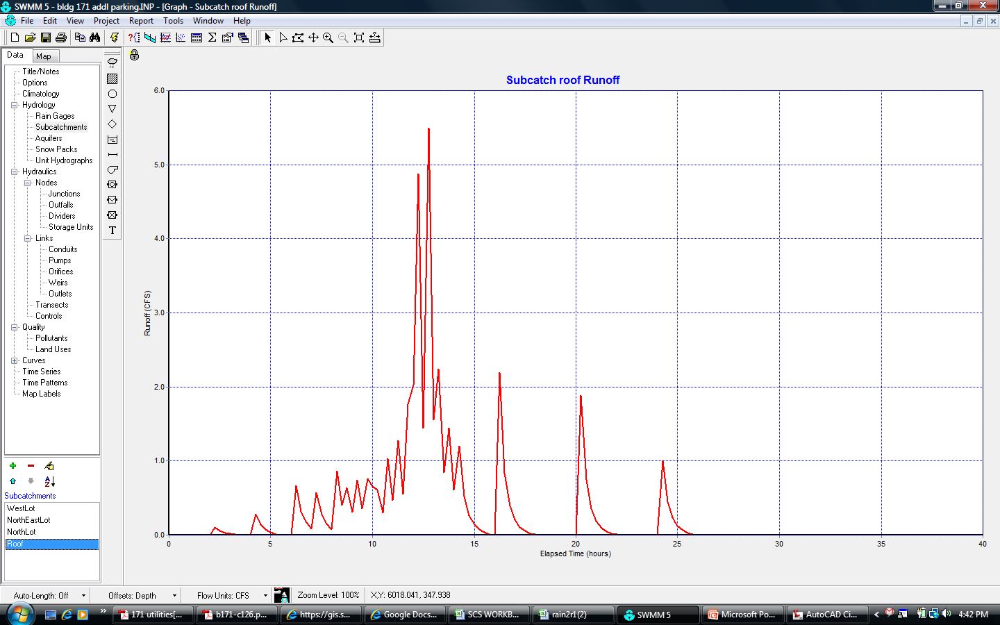 SWMM 5 - bldg 171 addl parking.INP - [Graph - Subcatch roof Runoff]
File Edit View Project Report Tools Window Help
Data Map
Title/Notes
Options
Climatology
Hydrology
Rain Gages
Subcatchments
Aquifers
Snow Packs
Unit Hydrographs
Hydraulics
Nodes
Junctions
Outfalls
Dividers
Storage Units
Links
Conduits
Pumps
Orifices
Weirs
Outlets
Transects
Controls
Quality
Pollutants
Land Uses
Curves
Time Series
Time Patterns
Map Labels
Subcatchments
WestLot
NorthEastLot
NorthLot
Roof
T
Subcatch roof Runoff
6.0
5.0
4.0
3.0
2.0
1.0
0.0
Runoff (CFS)
0 5 10 15 20 25 30 35 40
Elapsed Time (hours)
Auto-Length: Off Offsets: Depth Flow Units: CFS Zoom Level: 100% X,Y: 6018.041, 347.938
171 utilities[... b171-c126.p... https://gis.s... Google Docs... SCS WORKB... rain2r1(2) SWMM 5 Microsoft Po... AutoCAD Ci... 4:42 PM